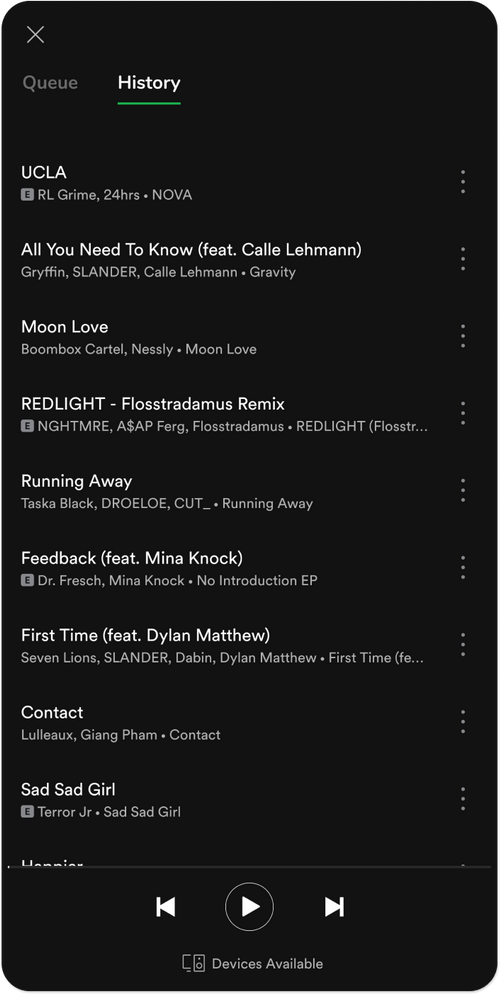 Queue History
UCLA
E RL Grime, 24hrs • NOVA
All You Need To Know (feat. Calle Lehmann)
Gryffin, SLANDER, Calle Lehmann • Gravity
Moon Love
Boombox Cartel, Nessly • Moon Love
REDLIGHT - Flosstradamus Remix
E NGHTMRE, A$AP Ferg, Flosstradamus • REDLIGHT (Flosstr...
Running Away
Taska Black, DROELOE, CUT_ • Running Away
Feedback (feat. Mina Knock)
E Dr. Fresch, Mina Knock • No Introduction EP
First Time (feat. Dylan Matthew)
Seven Lions, SLANDER, Dabin, Dylan Matthew • First Time (fe...
Contact
Lulleaux, Giang Pham • Contact
Sad Sad Girl
E Terror Jr • Sad Sad Girl
Happier
Devices Available